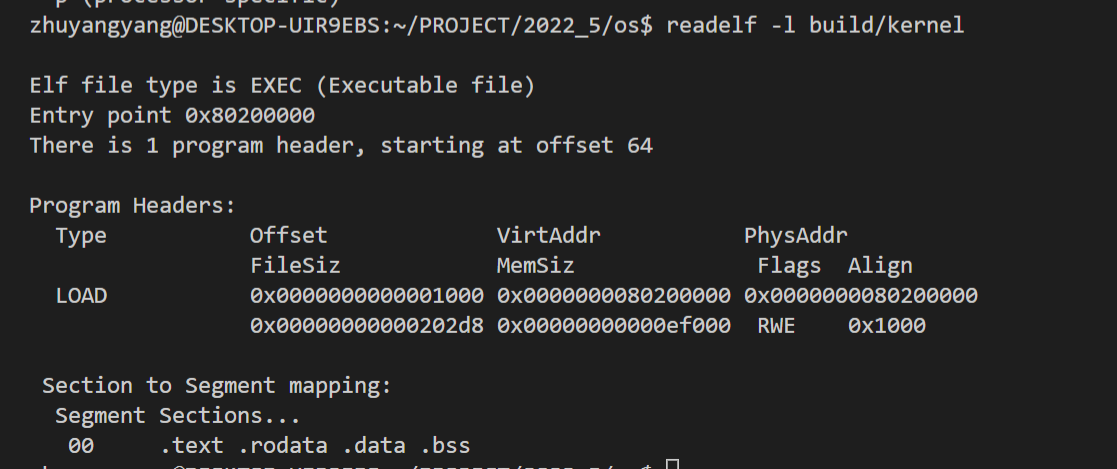 zhuyangyang@DESKTOP-UIR9EBS:~/PROJECT/2022_5/os$ readelf -l build/kernel
Elf file type is EXEC (Executable file)
Entry point 0x80200000
There is 1 program header, starting at offset 64
Program Headers:
Type Offset VirtAddr PhysAddr
FileSiz MemSiz Flags Align
LOAD 0x0000000000001000 0x0000000080200000 0x0000000080200000
0x00000000000202d8 0x00000000000ef000 RWE 0x1000
Section to Segment mapping:
Segment Sections...
00 .text .rodata .data .bss